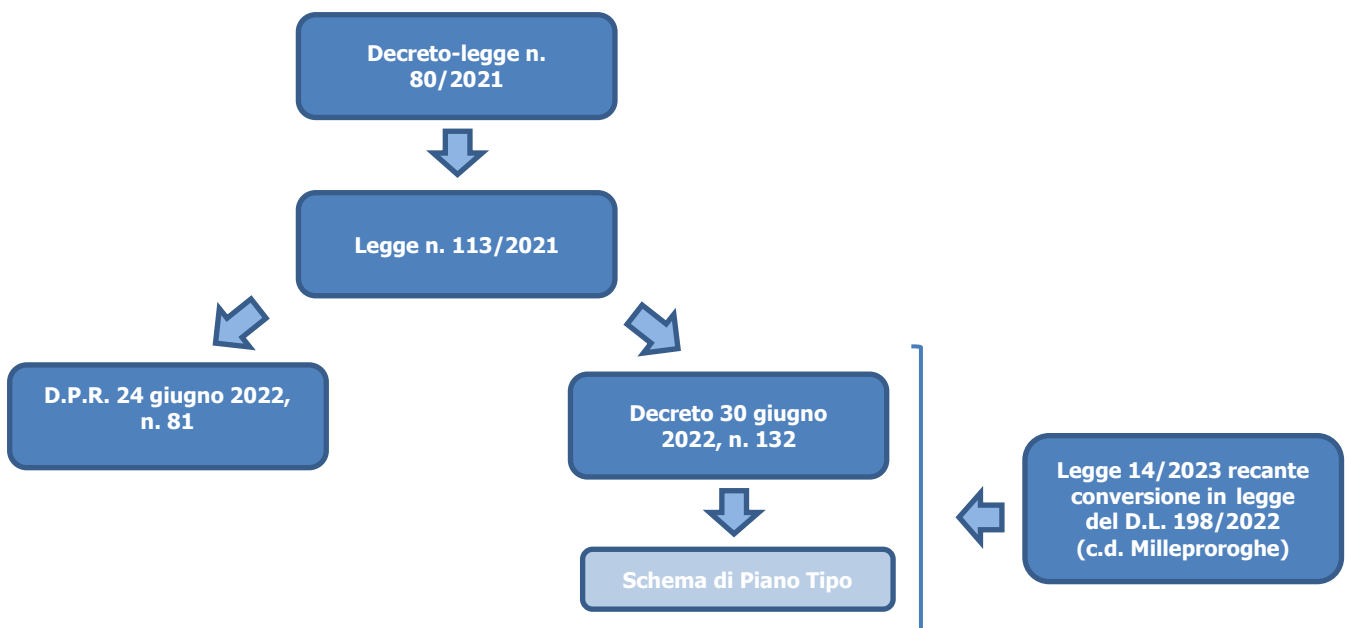 Decreto-legge n.
80/2021
Legge n. 113/2021
D.P.R. 24 giugno 2022,
n. 81
Decreto 30 giugno
2022, n. 132
Schema di Piano Tipo
Legge 14/2023 recante
conversione in legge
del D.L. 198/2022
(c.d. Milleproroghe)